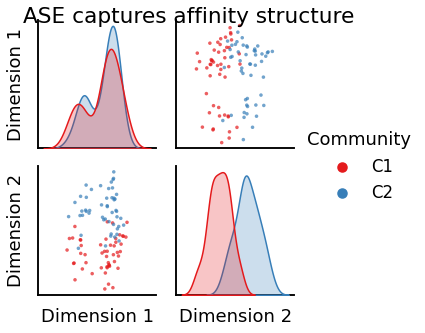 ASE captures affinity structure
Dimension 1
Dimension 2
Dimension 1
Dimension 2
Community
C1
C2